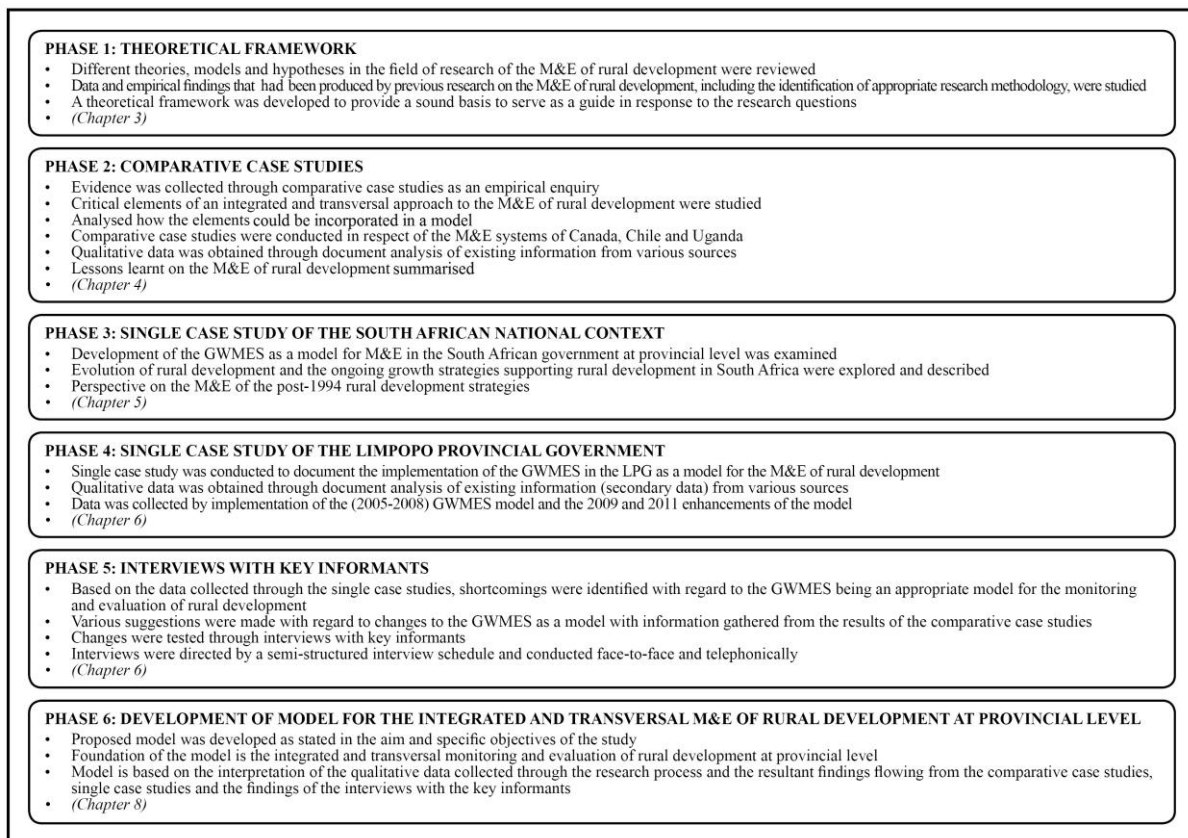 PHASE 1: THEORETICAL FRAMEWORK
• Different theories, models and hypotheses in the field of research of the M&E of rural development were reviewed
• Data and empirical findings that had been produced by previous research on the M&E of rural development, including the identification of appropriate research methodology, were studied
• A theoretical framework was developed to provide a sound basis to serve as a guide in response to the research questions
• (Chapter 3)
PHASE 2: COMPARATIVE CASE STUDIES
• Evidence was collected through comparative case studies as an empirical enquiry
• Critical elements of an integrated and transversal approach to the M&E of rural development were studied
• Analysed how the elements could be incorporated in a model
• Comparative case studies were conducted in respect of the M&E systems of Canada, Chile and Uganda
• Qualitative data was obtained through document analysis of existing information from various sources
• Lessons learnt on the M&E of rural development summarised
• (Chapter 4)
PHASE 3: SINGLE CASE STUDY OF THE SOUTH AFRICAN NATIONAL CONTEXT
• Development of the GWMES as a model for M&E in the South African government at provincial level was examined
• Evolution of rural development and the ongoing growth strategies supporting rural development in South Africa were explored and described
• Perspective on the M&E of the post-1994 rural development strategies
• (Chapter 5)
PHASE 4: SINGLE CASE STUDY OF THE LIMPOPO PROVINCIAL GOVERNMENT
• Single case study was conducted to document the implementation of the GWMES in the LPG as a model for the M&E of rural development
• Qualitative data was obtained through document analysis of existing information (secondary data) from various sources
• Data was collected by implementation of the (2005-2008) GWMES model and the 2009 and 2011 enhancements of the model
• (Chapter 6)
PHASE 5: INTERVIEWS WITH KEY INFORMANTS
• Based on the data collected through the single case studies, shortcomings were identified with regard to the GWMES being an appropriate model for the monitoring
and evaluation of rural development
• Various suggestions were made with regard to changes to the GWMES as a model with information gathered from the results of the comparative case studies
• Changes were tested through interviews with key informants
• Interviews were directed by a semi-structured interview schedule and conducted face-to-face and telephonically
• (Chapter 6)
PHASE 6: DEVELOPMENT OF MODEL FOR THE INTEGRATED AND TRANSVERSAL M&E OF RURAL DEVELOPMENT AT PROVINCIAL LEVEL
• Proposed model was developed as stated in the aim and specific objectives of the study
• Foundation of the model is the integrated and transversal monitoring and evaluation of rural development at provincial level
• Model is based on the interpretation of the qualitative data collected through the research process and the resultant findings flowing from the comparative case studies,
single case studies and the findings of the interviews with the key informants
• (Chapter 8)